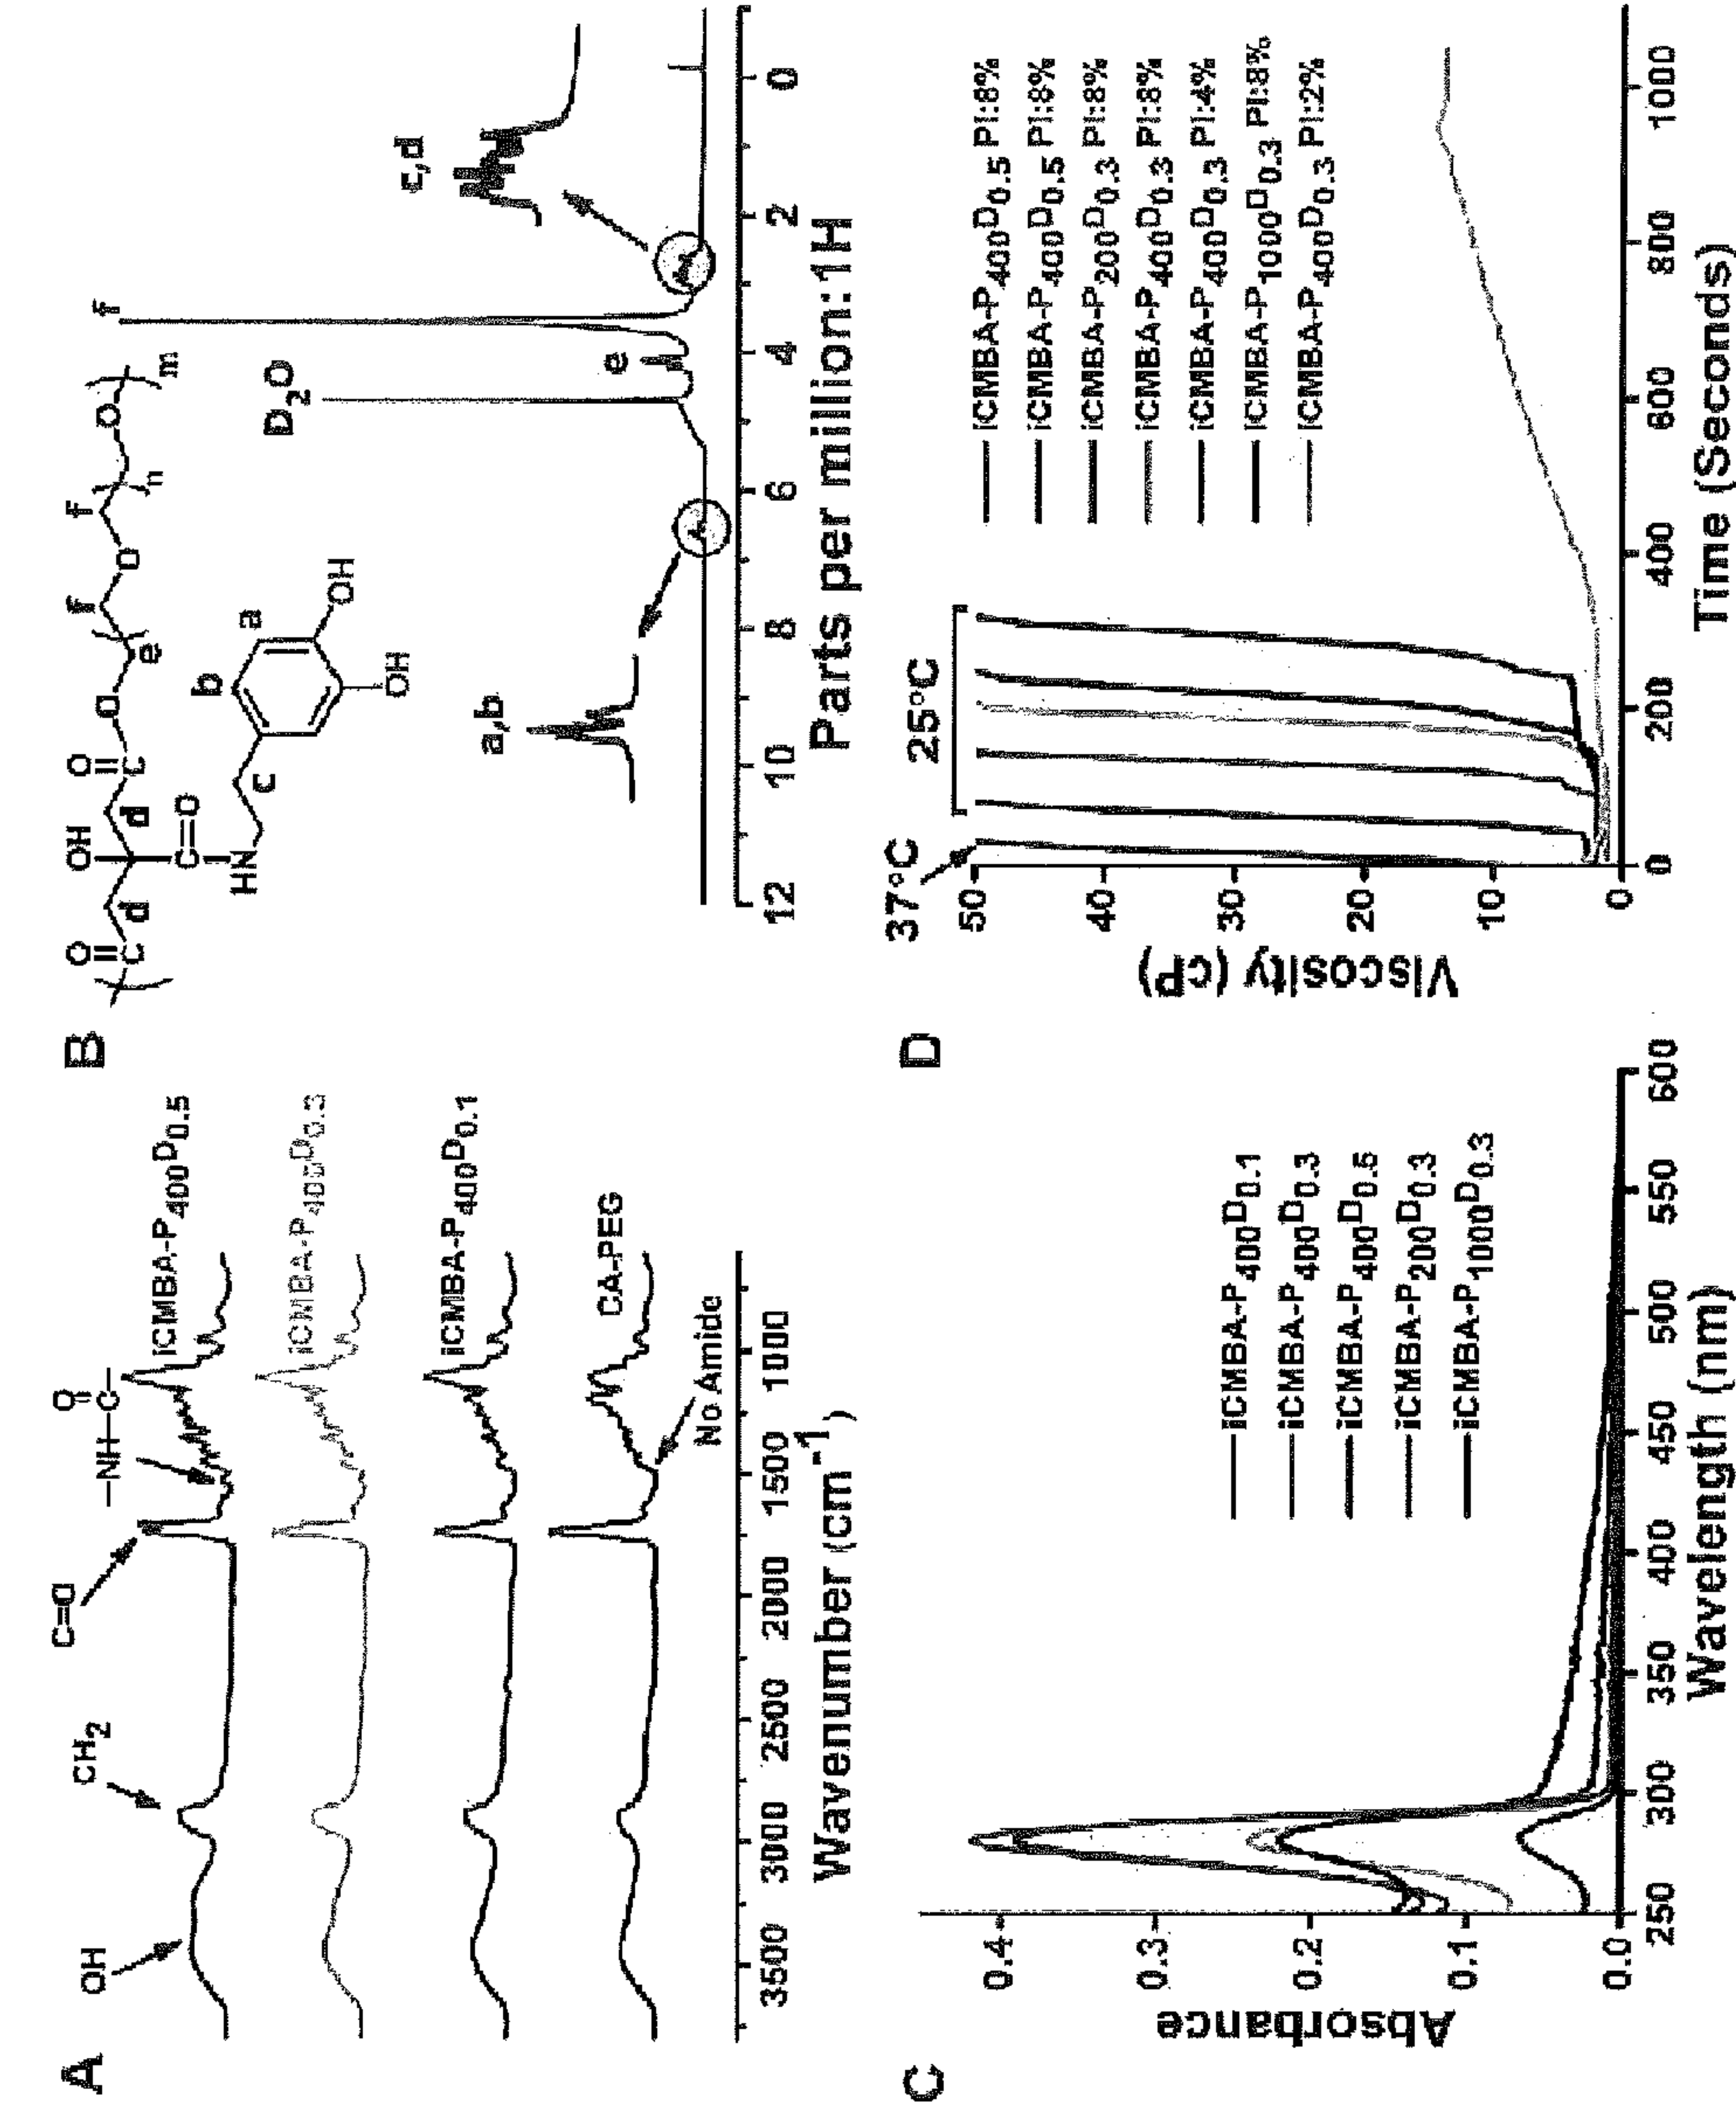 A
OH
CH2
C=O
O
–NH–C–
iCMBA-P400D0.5
iCMBA-P400D0.3
iCMBA-P400D0.1
CA-PEG
No Amide
3500 3000 2500 2000 1500 1000
Wavenumber (cm-1)
B
O OH O
C C O O O
d d e f f n m
C=O
HN
c
b
a
OH
OH
D2O
f
e
a,b
c,d
12 10 8 6 4 2 0
Parts per million:1H
C
Absorbance
0.4
0.3
0.2
0.1
0.0
iCMBA-P400D0.1
iCMBA-P400D0.3
iCMBA-P400D0.5
iCMBA-P200D0.3
iCMBA-P1000D0.3
250 300 350 400 450 500 550 600
Wavelength (nm)
D
37°C
25°C
Viscosity (cP)
50
40
30
20
10
0
iCMBA-P400D0.5 PI:8%
iCMBA-P400D0.5 PI:8%
iCMBA-P200D0.3 PI:8%
iCMBA-P400D0.3 PI:8%
iCMBA-P400D0.3 PI:4%
iCMBA-P1000D0.3 PI:8%
iCMBA-P400D0.3 PI:2%
0 200 400 600 800 1000
Time (Seconds)